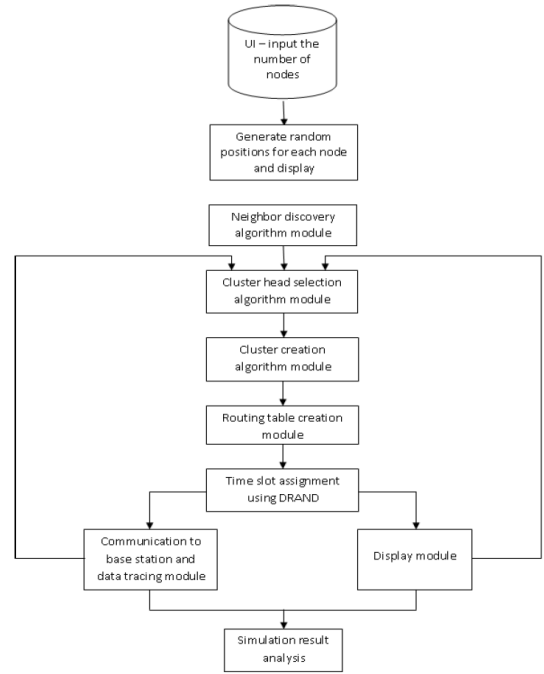 UI – input the
number of
nodes
Generate random
positions for each node
and display
Neighbor discovery
algorithm module
Cluster head selection
algorithm module
Cluster creation
algorithm module
Routing table creation
module
Time slot assignment
using DRAND
Communication to
base station and
data tracing module
Display module
Simulation result
analysis